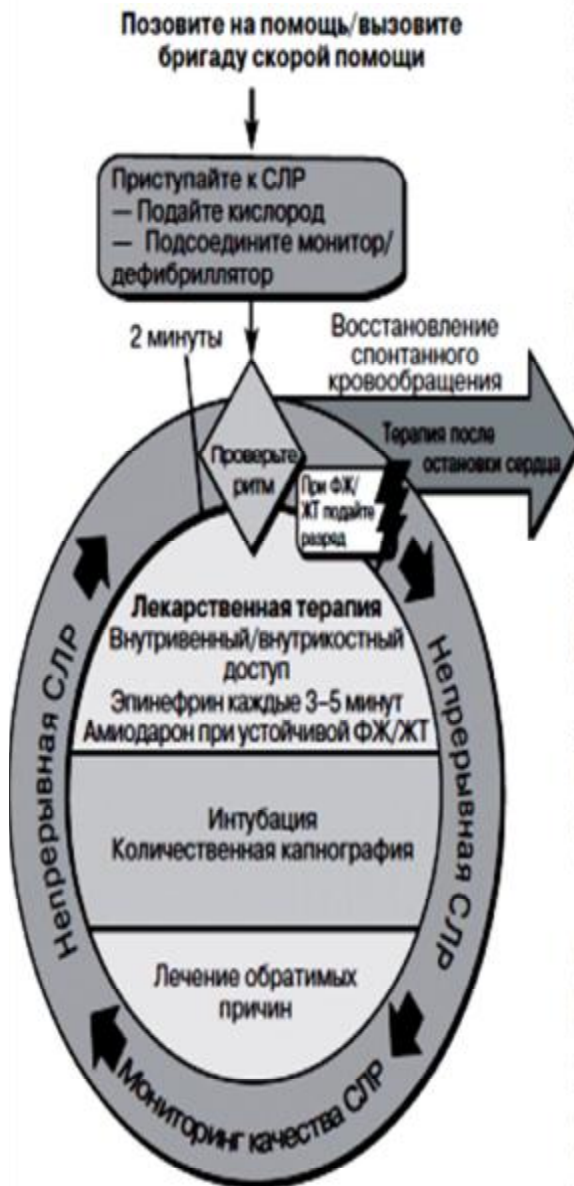 Позовите на помощь/вызовите
бригаду скорой помощи
Приступайте к СЛР
— Подайте кислород
— Подсоедините монитор/
дефибриллятор
2 минуты
Восстановление
спонтанного
кровообращения
Терапия после
остановки сердца
Проверьте
ритм
При ФЖ/
ЖТ подайте
разряд
Лекарственная терапия
Внутривенный/внутрикостный
доступ
Эпинефрин каждые 3–5 минут
Амиодарон при устойчивой ФЖ/ЖТ
Интубация
Количественная капнография
Лечение обратимых
причин
Непрерывная СЛР
Непрерывная СЛР
Мониторинг качества СЛР